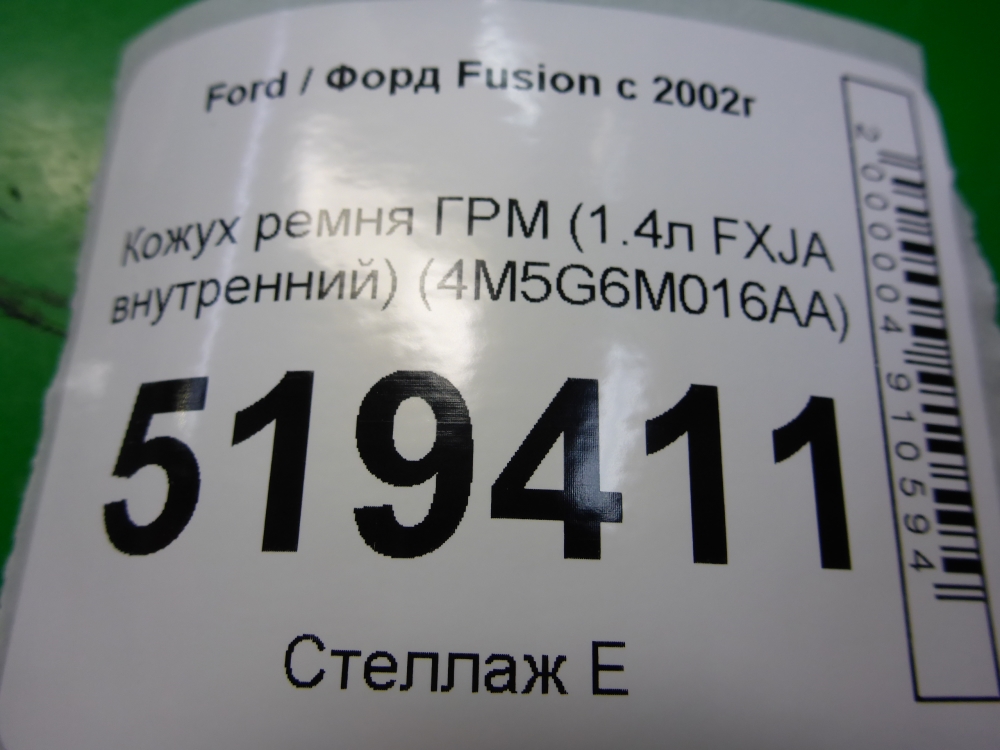 Ford / Форд Fusion с 2002г
Кожух ремня ГРМ (1.4л FXJA
внутренний) (4M5G6M016AA)
519411
Стеллаж Е
2000004910594